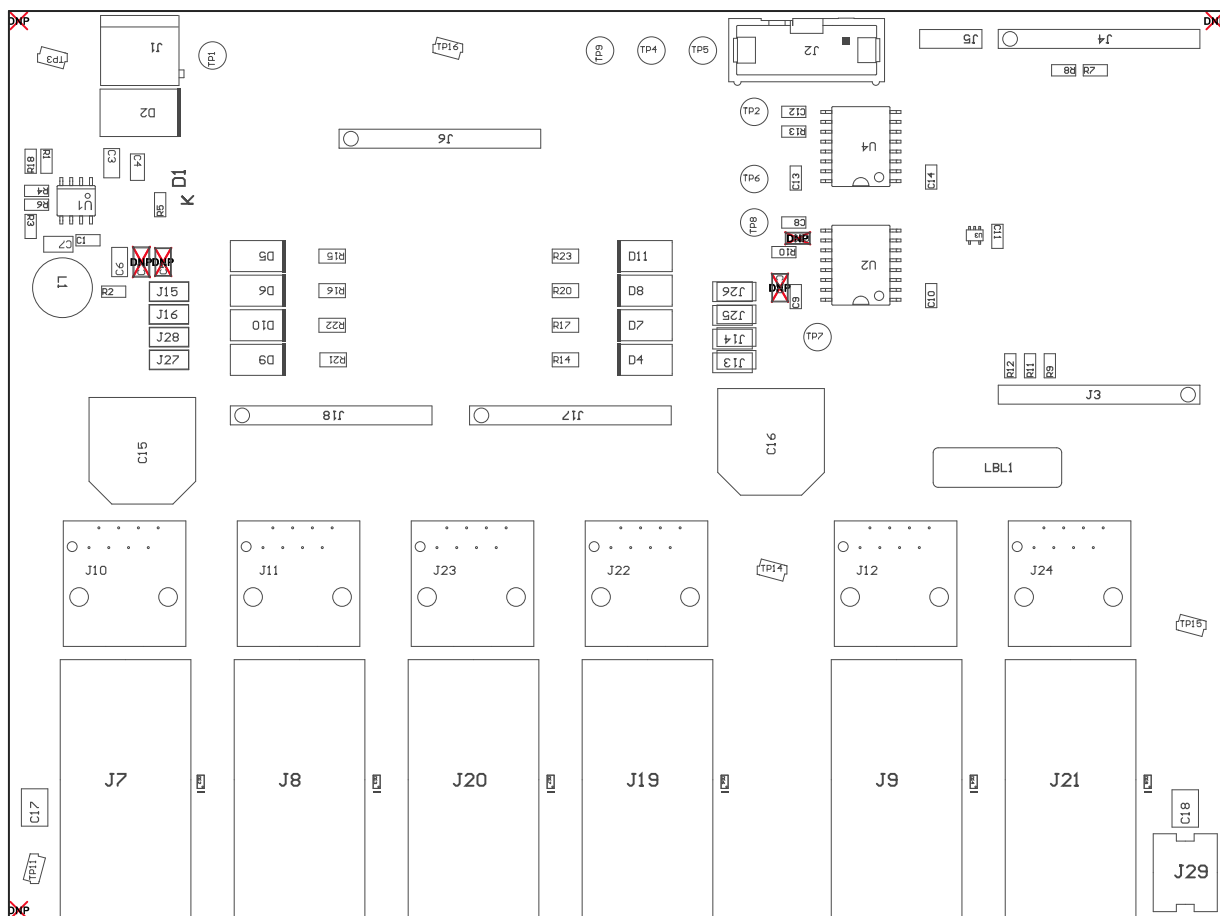 DNP
DNP
J1
TP1
TP3
TP16
TP9
TP4
TP5
J2
J5
J4
R8
R7
D2
J6
TP2
C12
R13
U4
R18
R1
C3
C4
D1
K
R4
R6
R3
U1
R5
TP6
C13
C14
TP8
C8
DNP
R10
U2
U3
C11
C7
C1
C6
DNP
DNP
L1
R2
D5
R15
R23
D11
J15
D6
R16
R20
D8
J26
DNP
C9
C10
J16
D10
R22
R17
D7
J25
J28
J14
TP7
J27
D9
R21
R14
D4
J13
R12
R11
R9
J3
J18
J17
C15
C16
LBL1
J10
J11
J23
J22
TP14
J12
J24
TP15
J7
J8
J20
J19
J9
J21
C17
C18
TP11
J29
DNP